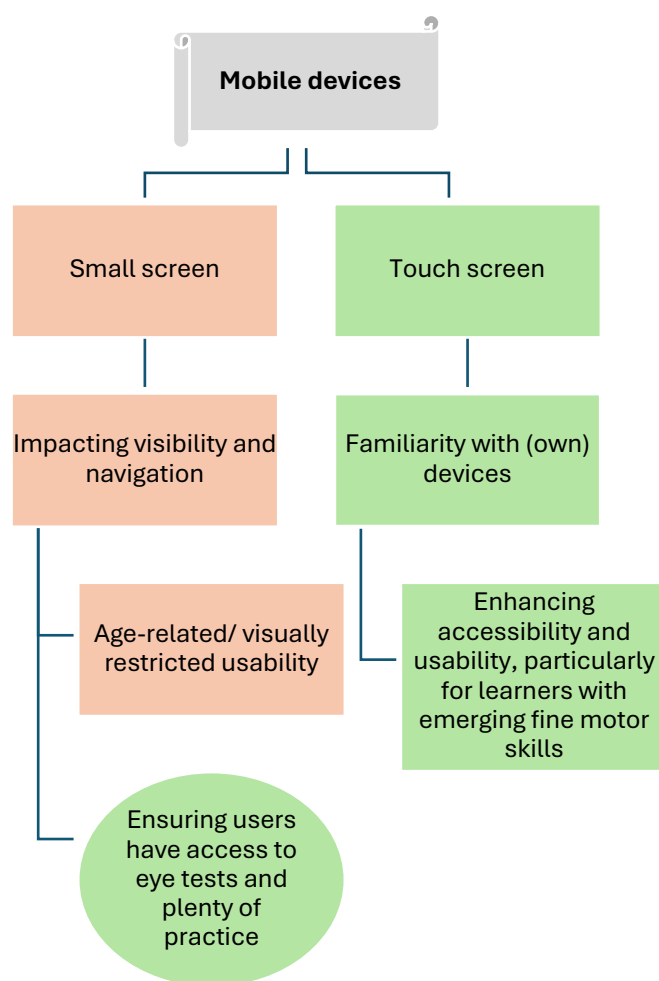 Mobile devices
Small screen
Touch screen
Impacting visibility and
navigation
Familiarity with (own)
devices
Age-related/ visually
restricted usability
Enhancing
accessibility and
usability, particularly
for learners with
emerging fine motor
skills
Ensuring users
have access to
eye tests and
plenty of
practice